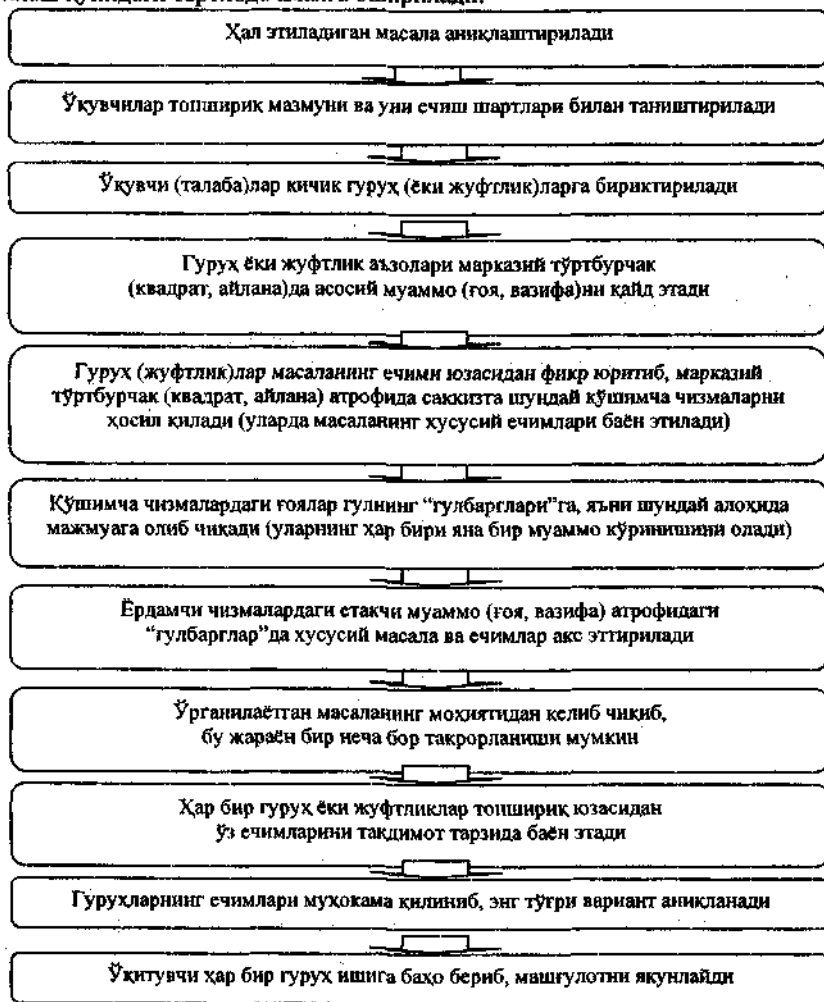 қуйидаги тартибда амалга оширилади:
Ҳал этиладиган масала аниқлаштирилади
Ўқувчилар топшириқ мазмуни ва уни ечиш шартлари билан таништирилади
Ўқувчи (талаба)лар кичик гуруҳ (ёки жуфтлик)ларга бириктирилади
Гуруҳ ёки жуфтлик аъзолари марказий тўртбурчак
(квадрат, айлана)да асосий муаммо (ғоя, вазифа)ни қайд этади
Гуруҳ (жуфтлик)лар масаланинг ечими юзасидан фикр юритиб, марказий
тўртбурчак (квадрат, айлана) атрофида саккизта шундай қўшимча чизмаларни
ҳосил қилади (уларда масаланинг хусусий ечимлари баён этилади)
Қўшимча чизмалардаги ғоялар гулнинг “гулбарглари”га, яъни шундай алоҳида
мажмуага олиб чиқади (уларнинг ҳар бири яна бир муаммо кўринишини олади)
Ёрдамчи чизмалардаги етакчи муаммо (ғоя, вазифа) атрофидаги
“гулбарглар”да хусусий масала ва ечимлар акс эттирилади
Ўрганилаётган масаланинг моҳиятидан келиб чиқиб,
бу жараён бир неча бор такрорланиши мумкин
Ҳар бир гуруҳ ёки жуфтликлар топшириқ юзасидан
ўз ечимларини тақдимот тарзида баён этади
Гуруҳларнинг ечимлари муҳокама қилиниб, энг тўғри вариант аниқланади
Ўқитувчи ҳар бир гуруҳ ишига баҳо бериб, машғулотни якунлайди